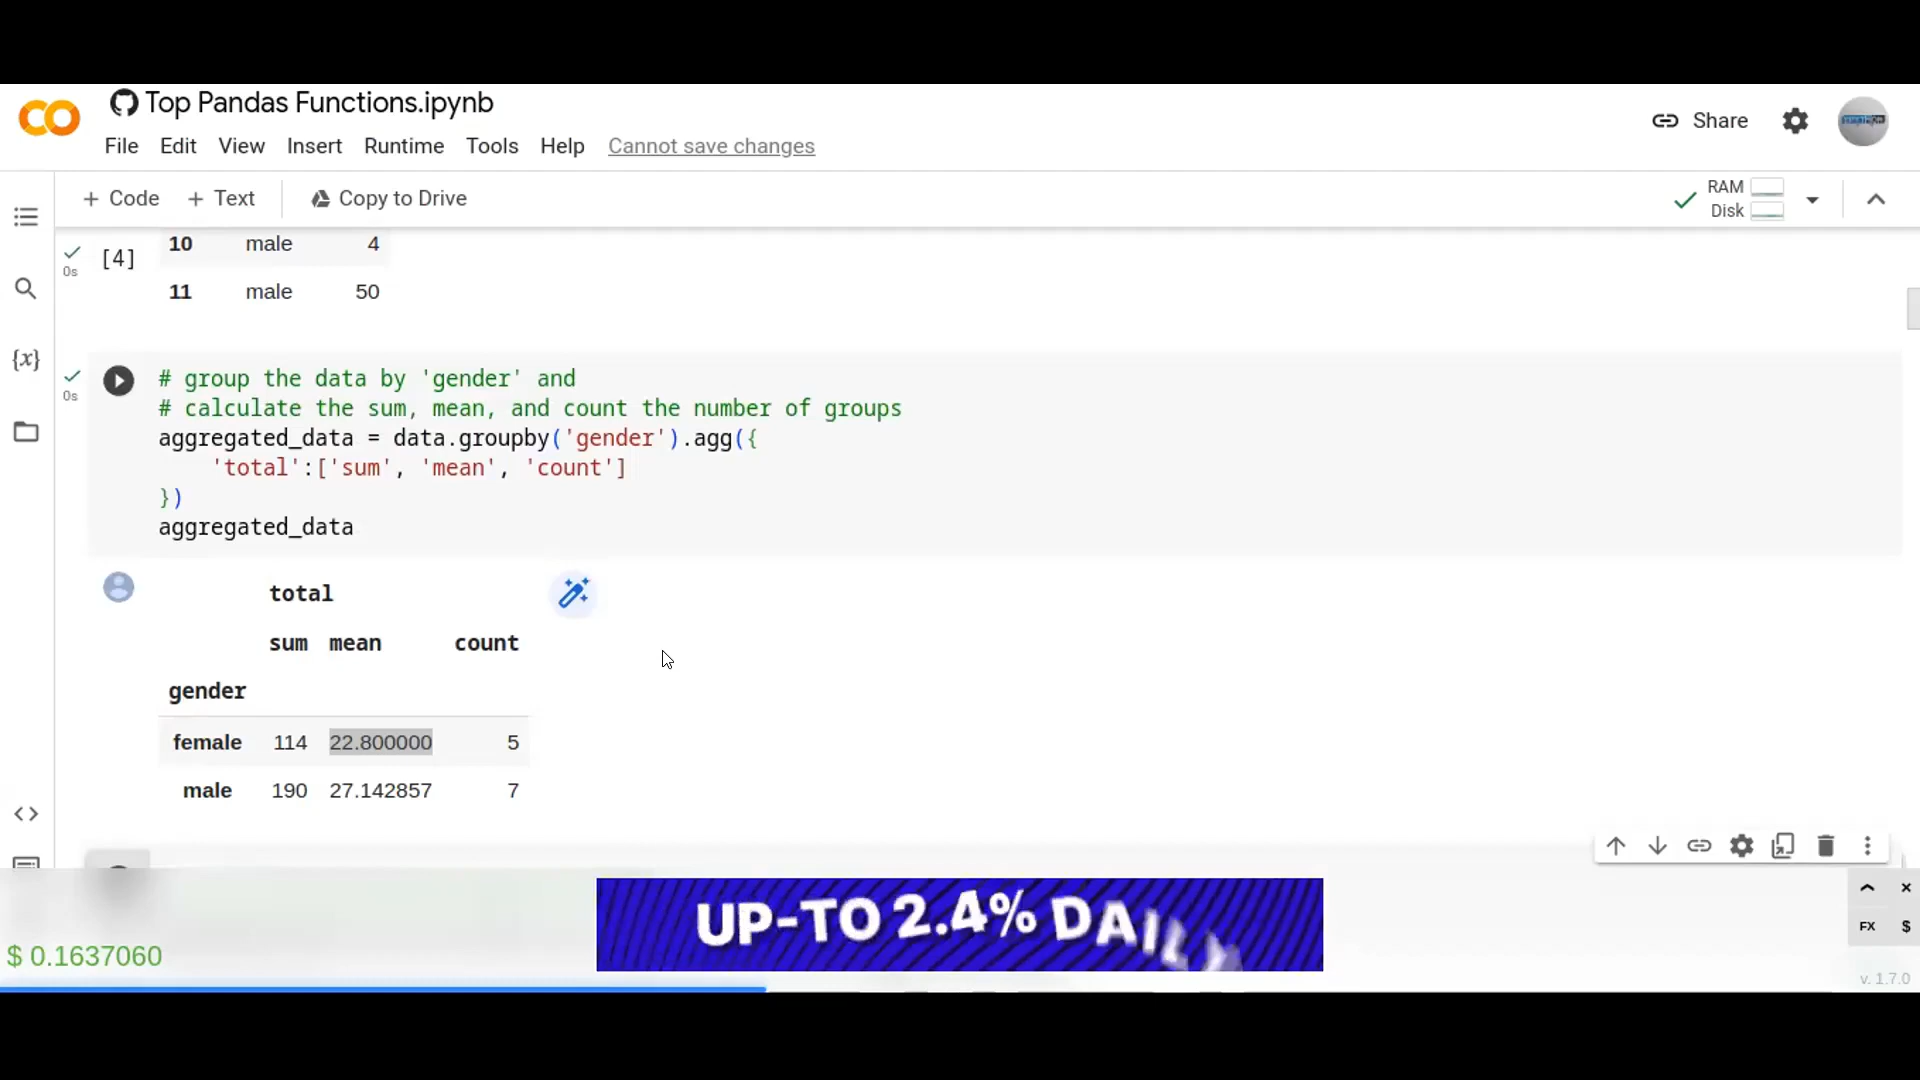 Top Pandas Functions.ipynb
File Edit View Insert Runtime Tools Help Cannot save changes
Share
+ Code + Text Copy to Drive
RAM
Disk
[4]
0s
10 male 4
11 male 50
{x}
0s
# group the data by 'gender' and
# calculate the sum, mean, and count the number of groups
aggregated_data = data.groupby('gender').agg({
'total':['sum', 'mean', 'count']
})
aggregated_data
total
sum mean count
gender
female 114 22.800000 5
male 190 27.142857 7
UP-TO 2.4% DAILY
FX $
$ 0.1637060
v. 1.7.0